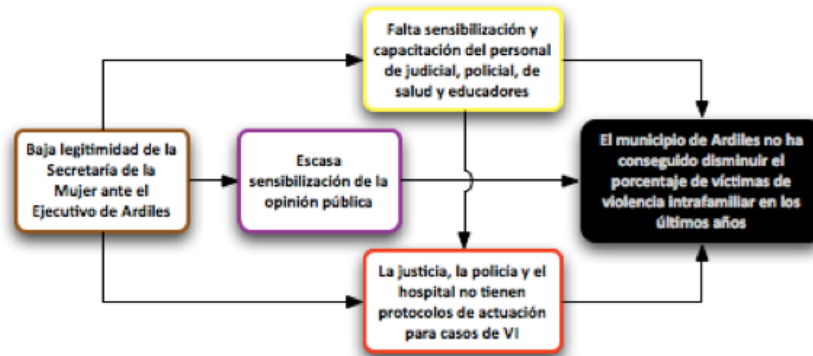 Falta sensibilización y
capacitación del personal
de judicial, policial, de
salud y educadores
Baja legitimidad de la
Secretaría de la
Mujer ante el
Ejecutivo de Ardiles
Escasa
sensibilización de la
opinión pública
El municipio de Ardiles no ha
conseguido disminuir el
porcentaje de víctimas de
violencia intrafamiliar en los
últimos años
La justicia, la policia y el
hospital no tienen
protocolos de actuación
para casos de VI